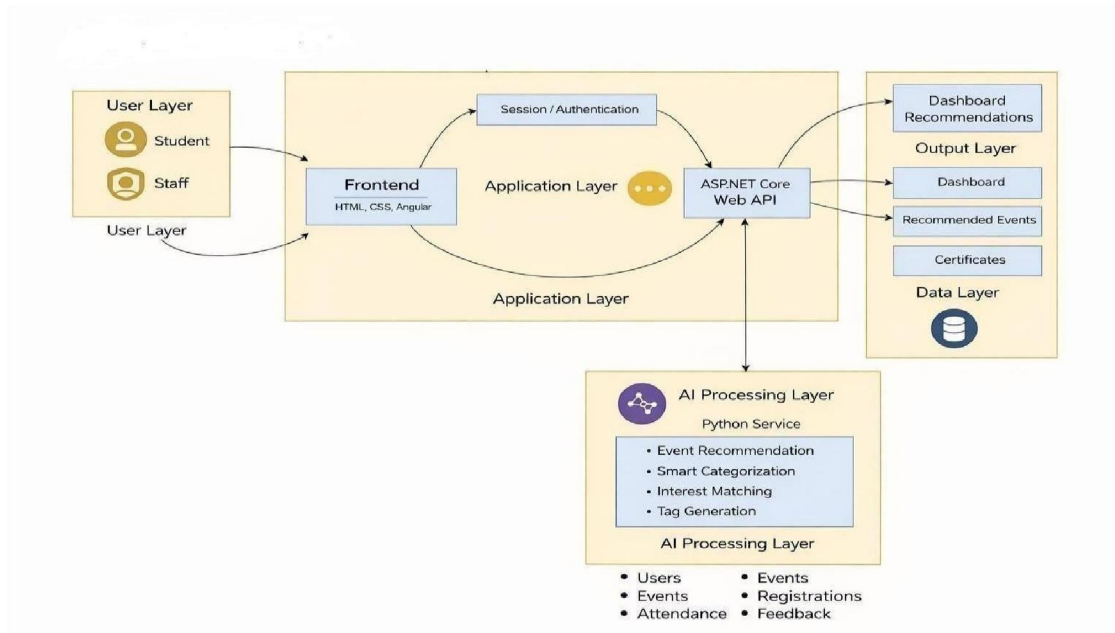 User Layer
Student
Staff
User Layer
Session / Authentication
Frontend
HTML, CSS, Angular
Application Layer
ASP.NET Core
Web API
Application Layer
Dashboard
Recommendations
Output Layer
Dashboard
Recommended Events
Certificates
Data Layer
AI Processing Layer
Python Service
• Event Recommendation
• Smart Categorization
• Interest Matching
• Tag Generation
AI Processing Layer
• Users
• Events
• Attendance
• Events
• Registrations
• Feedback